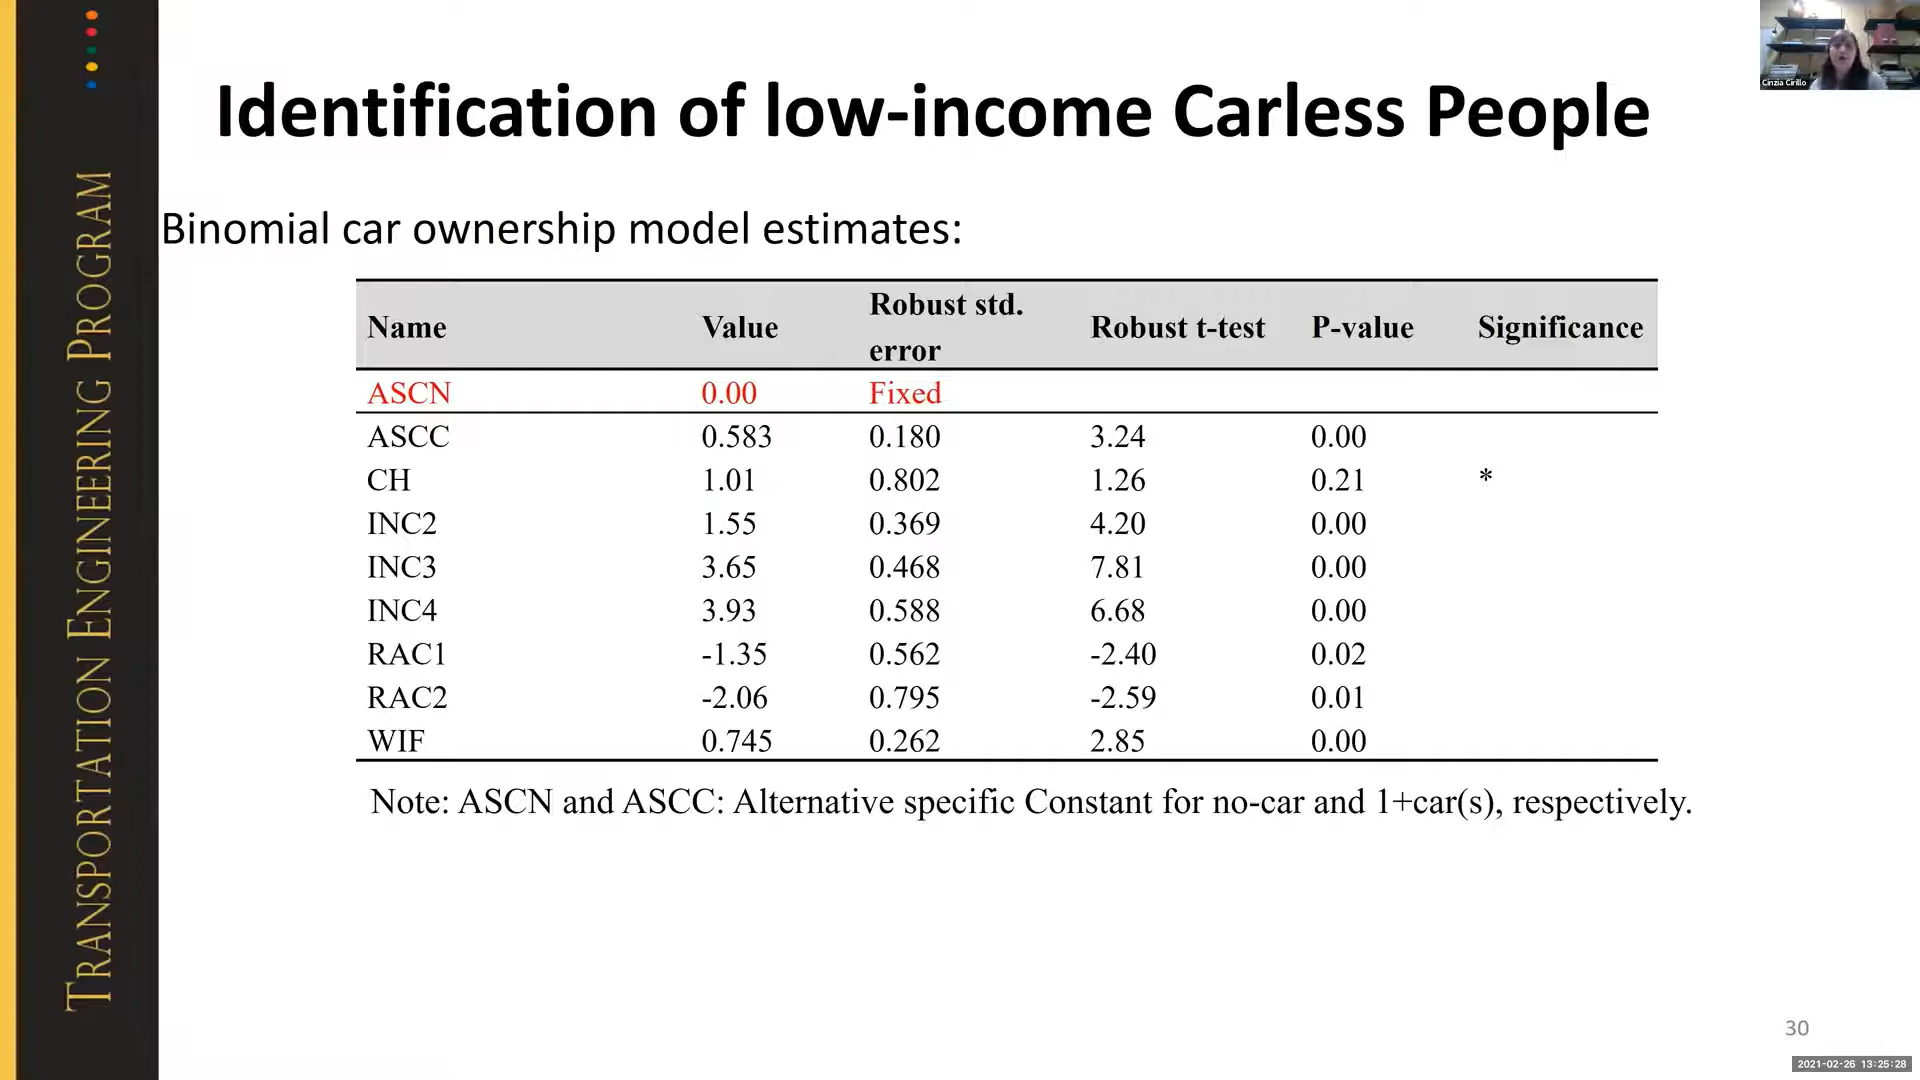 TRANSPORTATION ENGINEERING PROGRAM
Identification of low-income Carless People
Cinzia Cirillo
Binomial car ownership model estimates:
Name Value Robust std. error Robust t-test P-value Significance
ASCN 0.00 Fixed
ASCC 0.583 0.180 3.24 0.00
CH 1.01 0.802 1.26 0.21 *
INC2 1.55 0.369 4.20 0.00
INC3 3.65 0.468 7.81 0.00
INC4 3.93 0.588 6.68 0.00
RAC1 -1.35 0.562 -2.40 0.02
RAC2 -2.06 0.795 -2.59 0.01
WIF 0.745 0.262 2.85 0.00
Note: ASCN and ASCC: Alternative specific Constant for no-car and 1+car(s), respectively.
30
2021-02-26 13:25:28